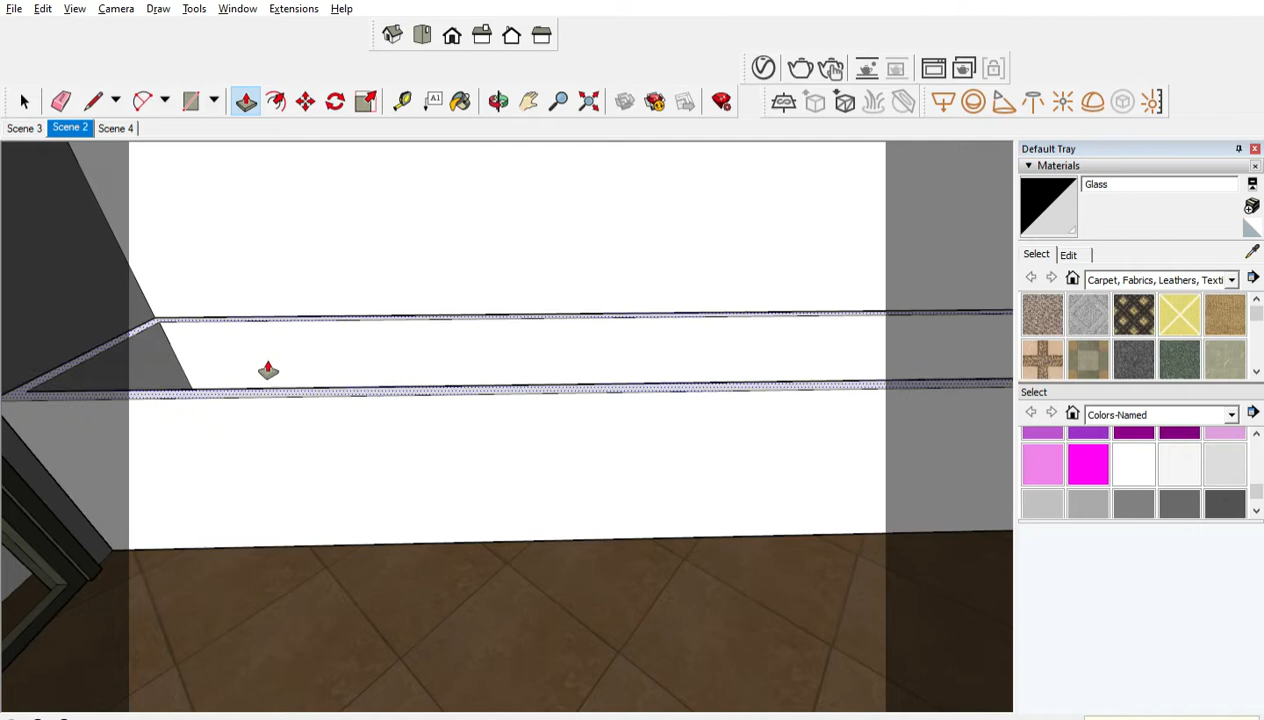 File Edit View Camera Draw Tools Window Extensions Help
A1
Scene 3 Scene 2 Scene 4
Default Tray
Materials
Glass
Select Edit
Carpet, Fabrics, Leathers, Texti
Select
Colors-Named